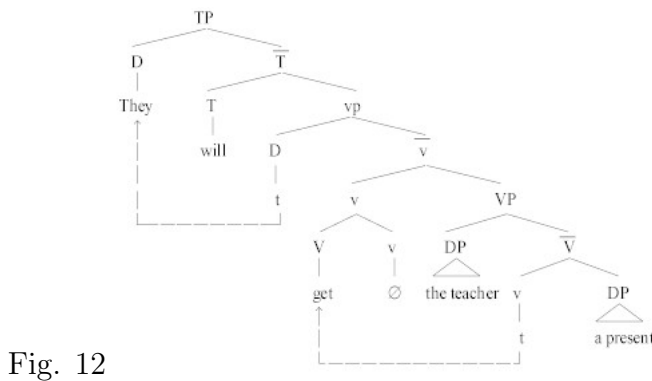 TP
D T̅
They T vp
will D v̅
t v VP
V v DP V̅
get ∅ the teacher v DP
t a present
Fig. 12